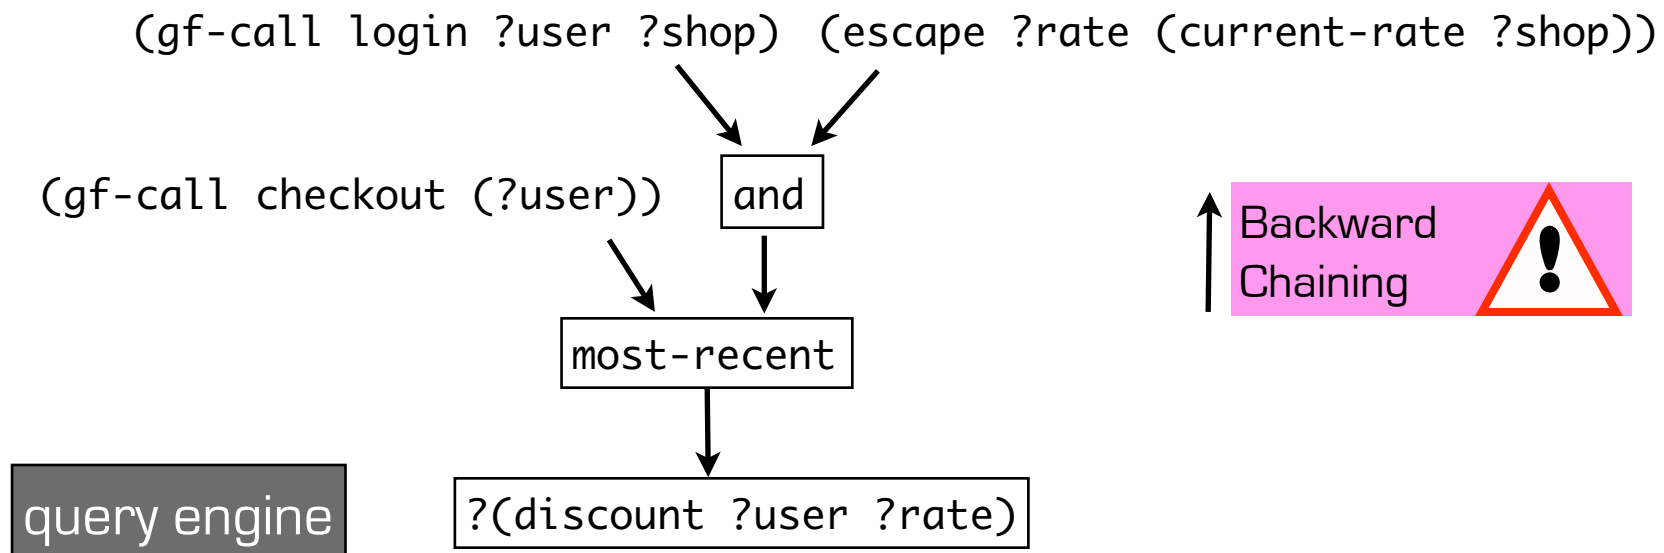 (gf-call login ?user ?shop) (escape ?rate (current-rate ?shop))
(gf-call checkout (?user))
and
Backward
Chaining
!
most-recent
query engine
?(discount ?user ?rate)